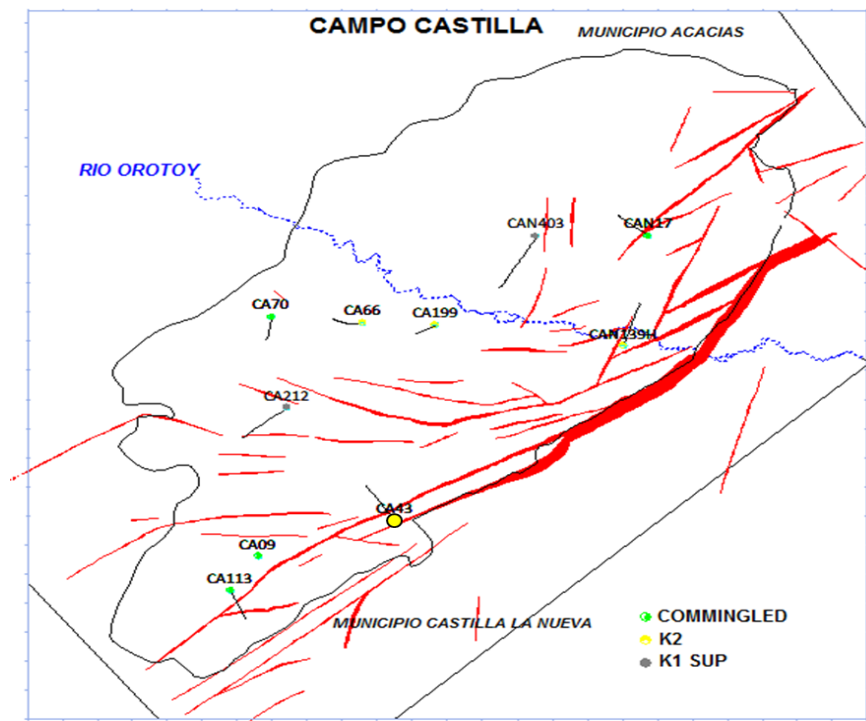 CAMPO CASTILLA
MUNICIPIO ACACIAS
RIO OROTOY
CAN403
CAN17
CA70
CA66
CA199
CAN139H
CA212
CA43
CA09
CA113
MUNICIPIO CASTILLA LA NUEVA
COMMINGLED
K2
K1 SUP